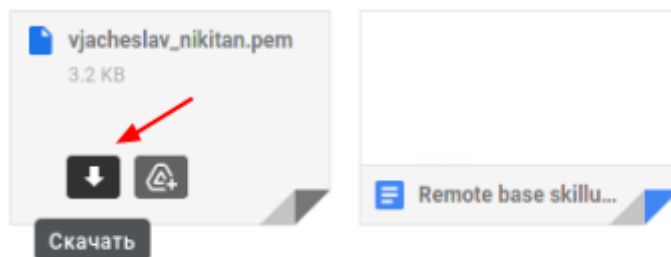 vjacheslav_nikitan.pem
3.2 KB
Remote base skillu...
Скачать